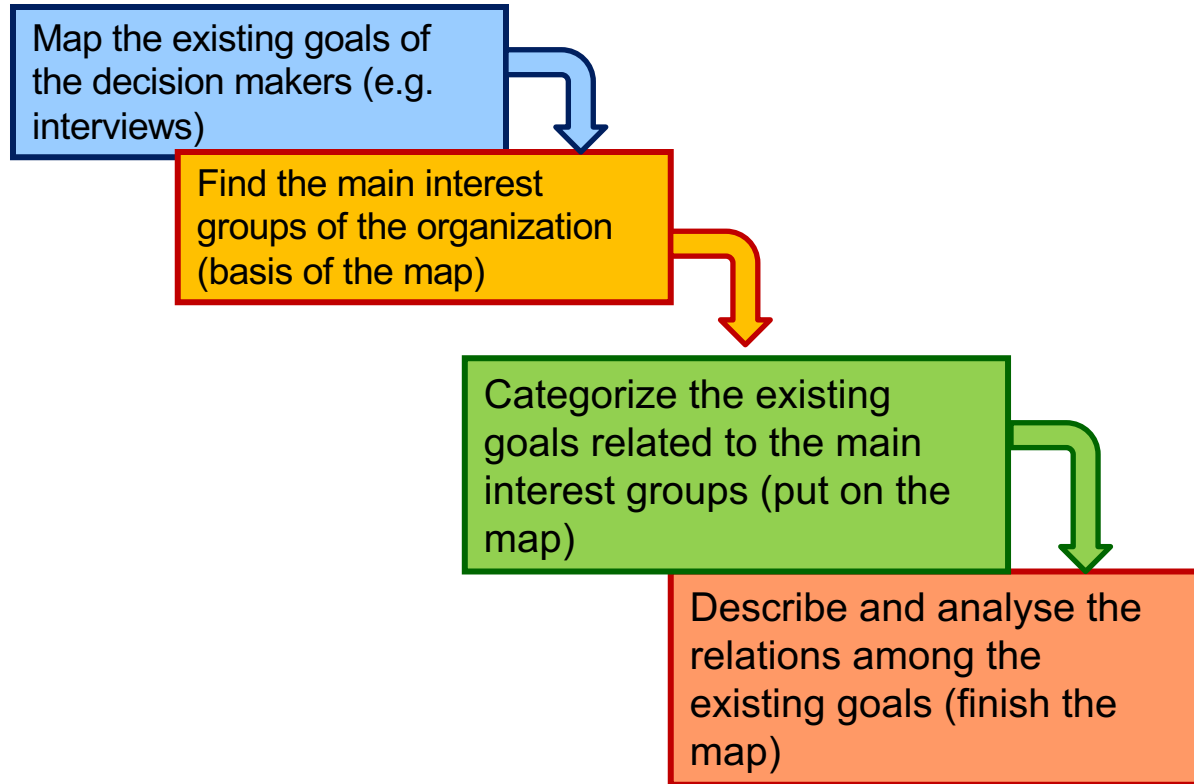 Map the existing goals of
the decision makers (e.g.
interviews)
Find the main interest
groups of the organization
(basis of the map)
Categorize the existing
goals related to the main
interest groups (put on the
map)
Describe and analyse the
relations among the
existing goals (finish the
map)